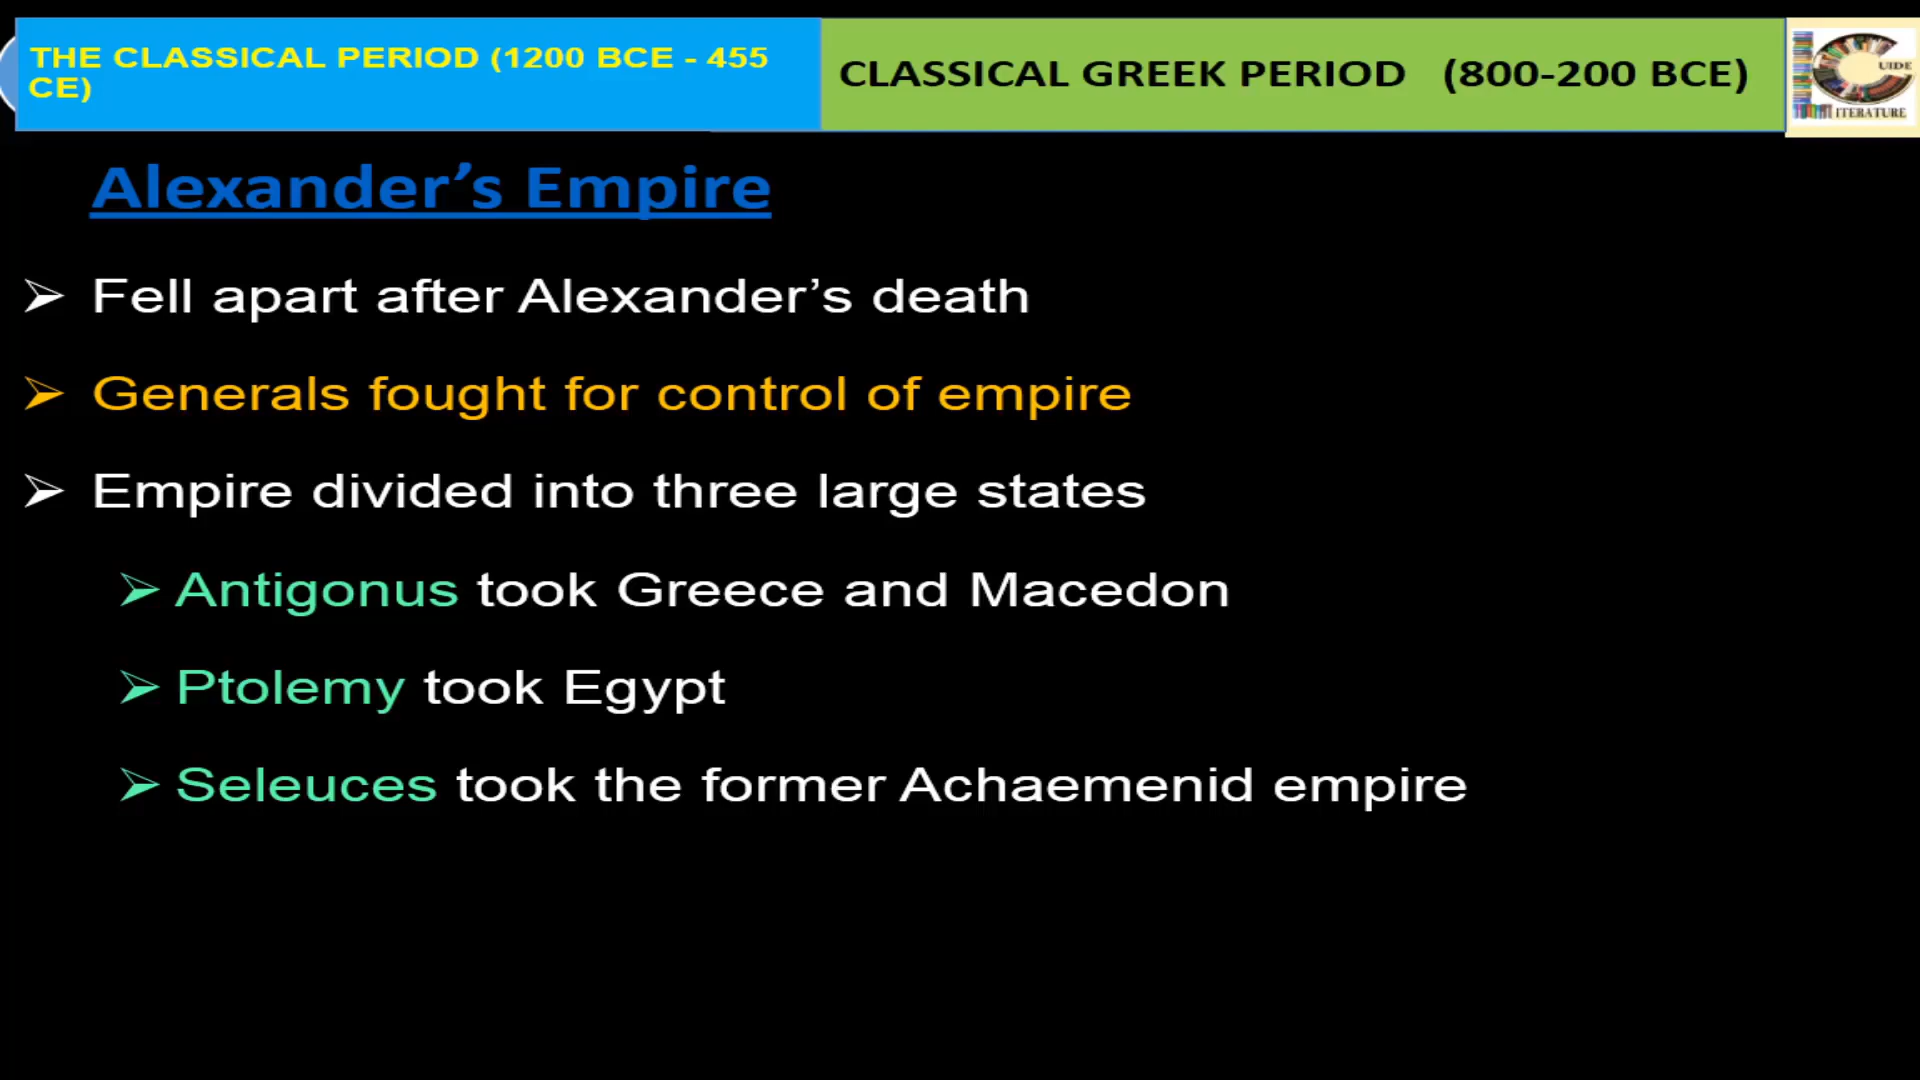 THE CLASSICAL PERIOD (1200 BCE - 455
CE)
CLASSICAL GREEK PERIOD (800-200 BCE)
UIDE
ITERATURE
Alexander’s Empire
➢ Fell apart after Alexander’s death
➢ Generals fought for control of empire
➢ Empire divided into three large states
➢ Antigonus took Greece and Macedon
➢ Ptolemy took Egypt
➢ Seleuces took the former Achaemenid empire